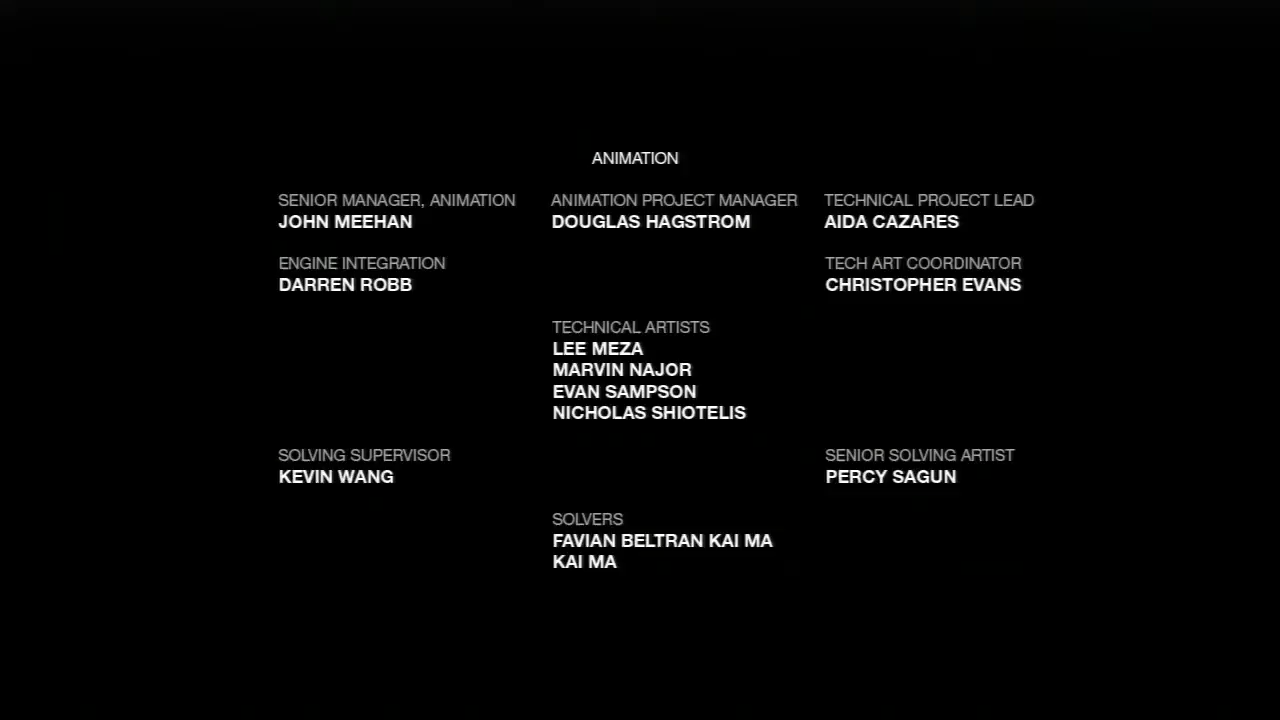 ANIMATION
SENIOR MANAGER, ANIMATION
JOHN MEEHAN
ANIMATION PROJECT MANAGER
DOUGLAS HAGSTROM
TECHNICAL PROJECT LEAD
AIDA CAZARES
ENGINE INTEGRATION
DARREN ROBB
TECH ART COORDINATOR
CHRISTOPHER EVANS
TECHNICAL ARTISTS
LEE MEZA
MARVIN NAJOR
EVAN SAMPSON
NICHOLAS SHIOTELIS
SOLVING SUPERVISOR
KEVIN WANG
SENIOR SOLVING ARTIST
PERCY SAGUN
SOLVERS
FAVIAN BELTRAN KAI MA
KAI MA